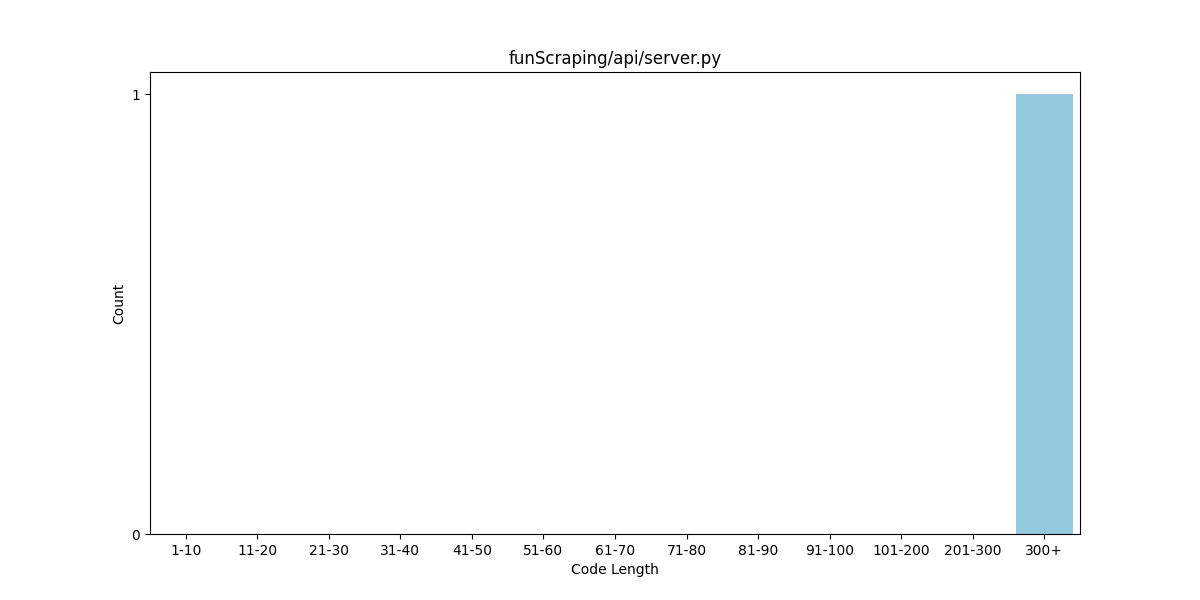 funScraping/api/server.py
1
Count
0
1-10 11-20 21-30 31-40 41-50 51-60 61-70 71-80 81-90 91-100 101-200 201-300 300+
Code Length